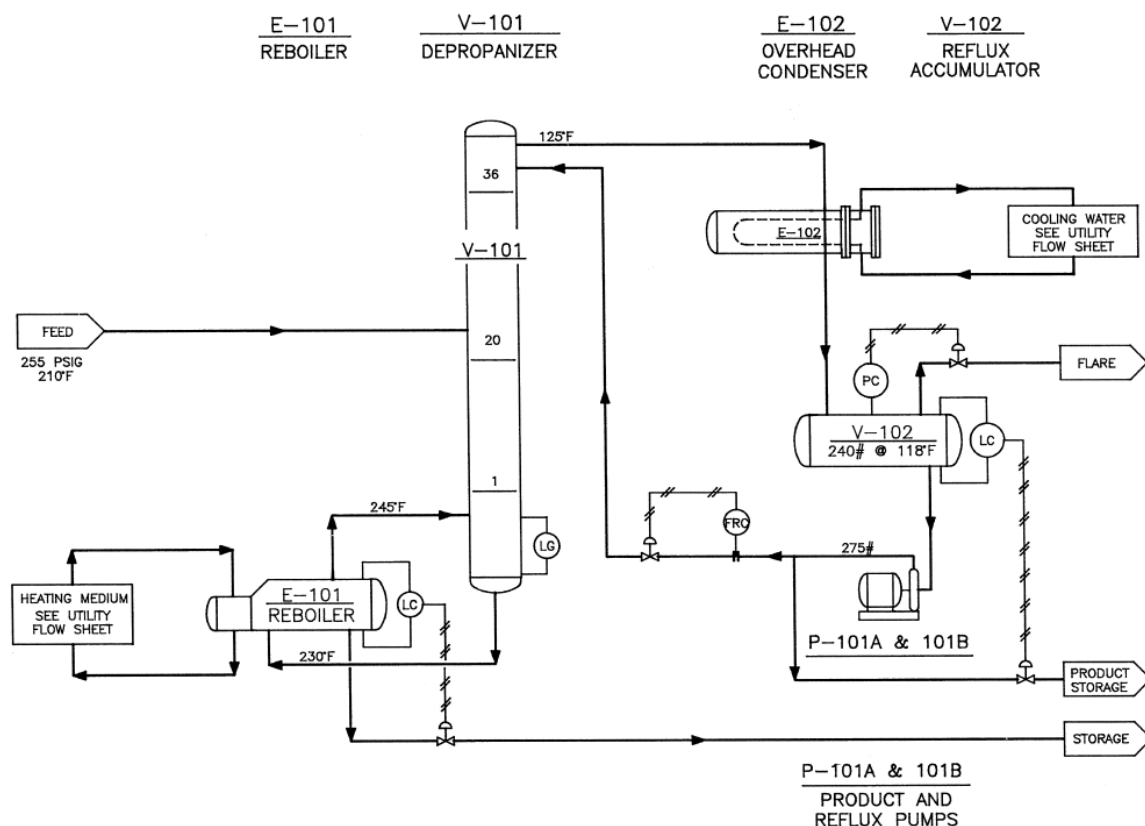 E-101
REBOILER
V-101
DEPROPANIZER
E-102
OVERHEAD
CONDENSER
V-102
REFLUX
ACCUMULATOR
125°F
36
E-102
COOLING WATER
SEE UTILITY
FLOW SHEET
V-101
FEED
255 PSIG
210°F
20
PC
FLARE
V-102
240# @ 118°F
LC
1
245°F
FRC
LG
275#
HEATING MEDIUM
SEE UTILITY
FLOW SHEET
E-101
REBOILER
LC
230°F
P-101A & 101B
PRODUCT
STORAGE
STORAGE
P-101A & 101B
PRODUCT AND
REFLUX PUMPS